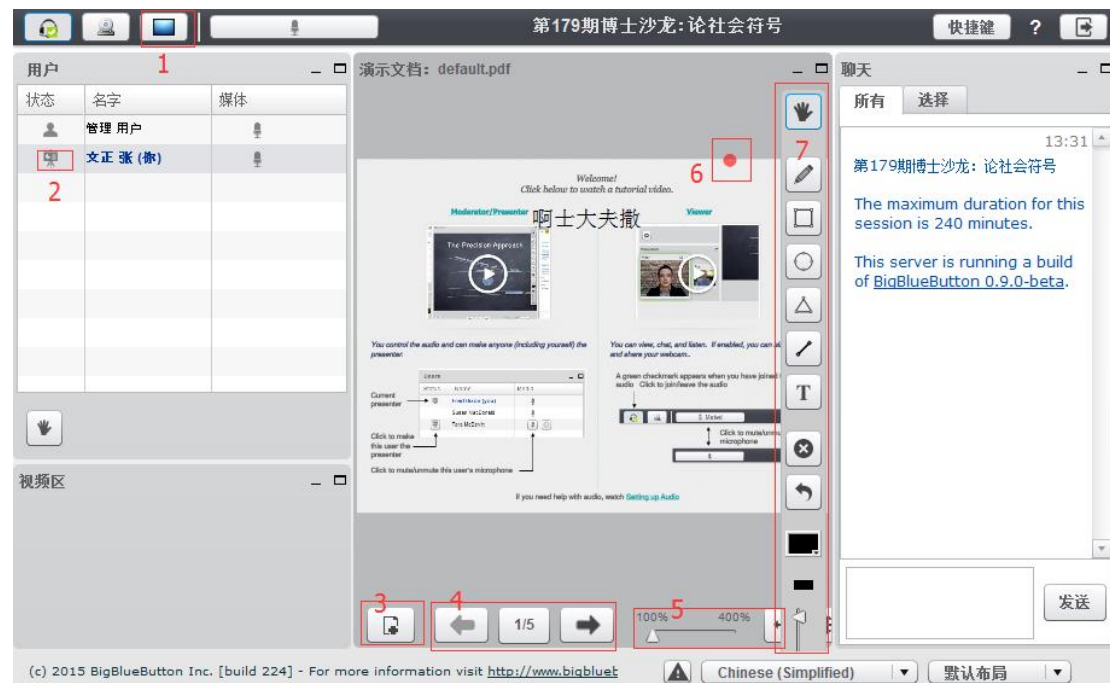 第179期博士沙龙:论社会符号
快捷键
?
1
用户
状态 名字 媒体
管理 用户
文正 张 (你)
2
视频区
演示文档: default.pdf
6
7
Welcome!
Click below to watch a tutorial video.
Moderator/Presenter
啊士大夫撒
Viewer
The Precision Approach
You control the audio and can make anyone (including yourself) the
presenter.
You can view, chat, and listen. If enabled, you can
and share your webcam.
Current
presenter
Click to make
this user the
presenter
Click to mute/unmute this user's microphone
A green checkmark appears when you have joined
audio Click to join/leave the audio
Click to mute/unmute
microphone
If you need help with audio, watch Setting up Audio
T
3
4
1/5
5
100% 400%
聊天
所有 选择
13:31
第179期博士沙龙: 论社会符号
The maximum duration for this
session is 240 minutes.
This server is running a build
of BigBlueButton 0.9.0-beta.
发送
(c) 2015 BigBlueButton Inc. [build 224] - For more information visit http://www.bigbluet
Chinese (Simplified)
默认布局